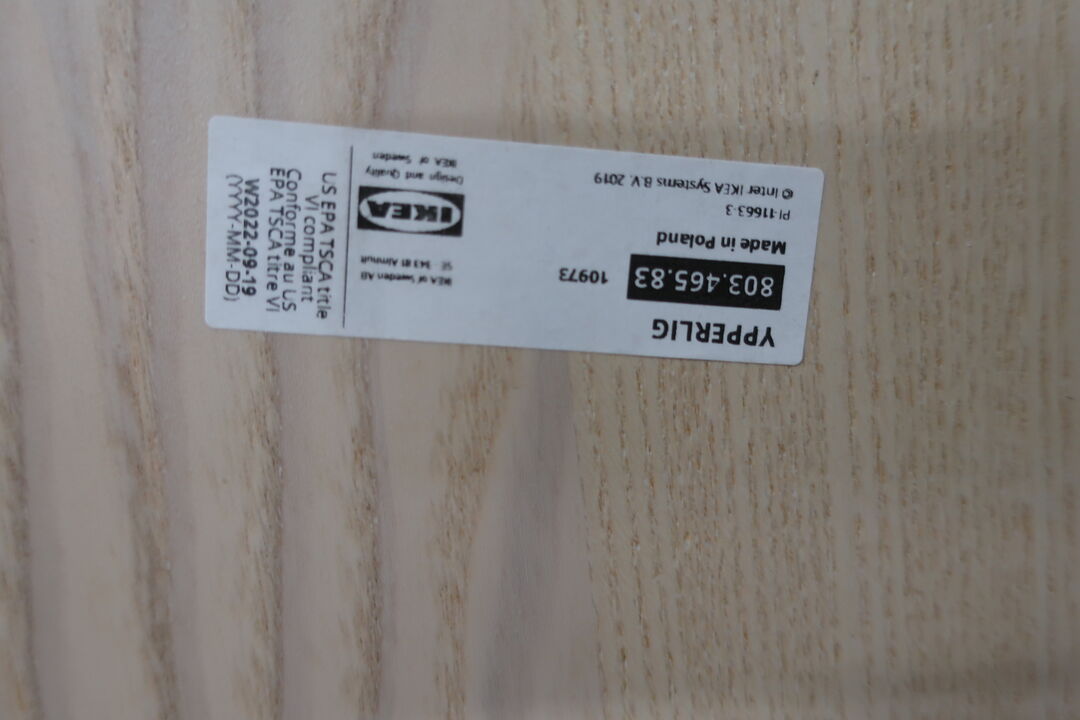 YPPERLIG
803.465.83 10973
Made in Poland
PI-11663-3
© Inter IKEA Systems B.V. 2019
IKEA of Sweden AB
SE - 343 81 Älmhult
IKEA
Design and Quality
IKEA of Sweden
US EPA TSCA title
VI compliant
Conforme au US
EPA TSCA titre VI
W2022-09-19
(YYYY-MM-DD)